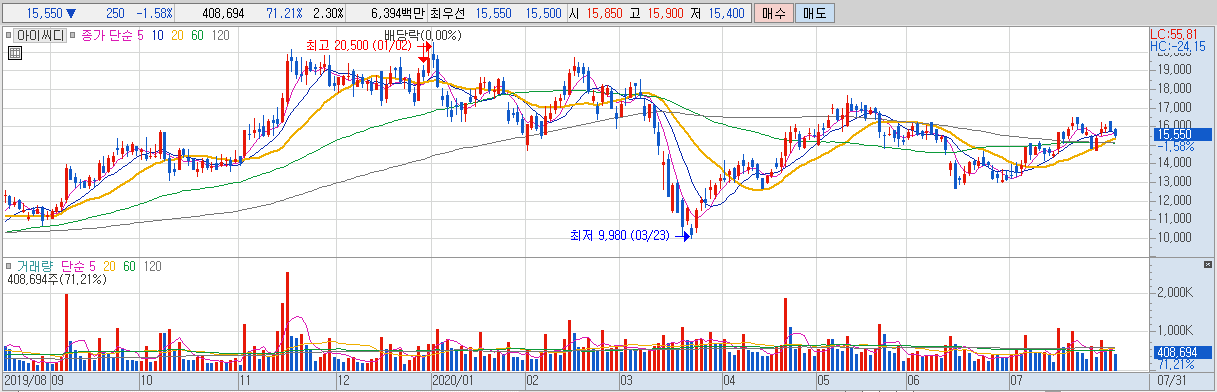 15,550 ▼ 250 -1.58% 408,694 71.21% 2.30% 6,394백만 최우선 15,550 15,500 시 15,850 고 15,900 저 15,400 매수 매도
아이씨디 종가 단순 5 10 20 60 120
배당락(0.00%)
최고 20,500 (01/02)
LC:55.81
HC:-24.15
19,000
18,000
17,000
16,000
15,550
-1.58%
14,000
13,000
12,000
11,000
10,000
최저 9,980 (03/23)
거래량 단순 5 20 60 120
408,694주(71.21%)
2,000K
1,000K
408,694
71.21%
2019/08 09 10 11 12 2020/01 02 03 04 05 06 07 07/31